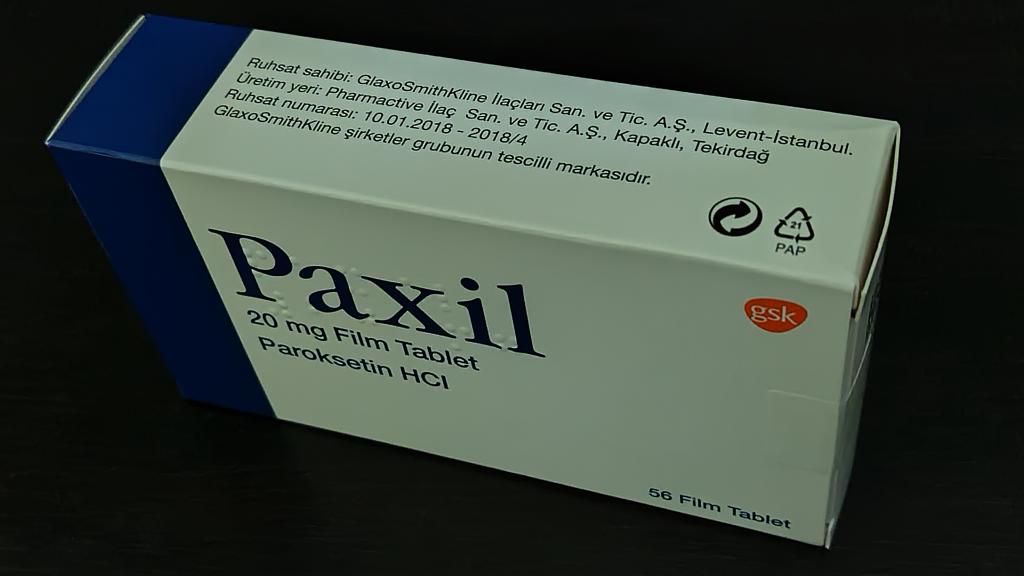 Ruhsat sahibi: GlaxoSmithKline İlaçları San. ve Tic. A.Ş., Levent-İstanbul.
Üretim yeri: Pharmactive İlaç San. ve Tic. A.Ş., Kapaklı, Tekirdağ
Ruhsat numarası: 10.01.2018 - 2018/4
GlaxoSmithKline şirketler grubunun tescilli markasıdır.
21
PAP
Paxil
gsk
20 mg Film Tablet
Paroksetin HCl
56 Film Tablet